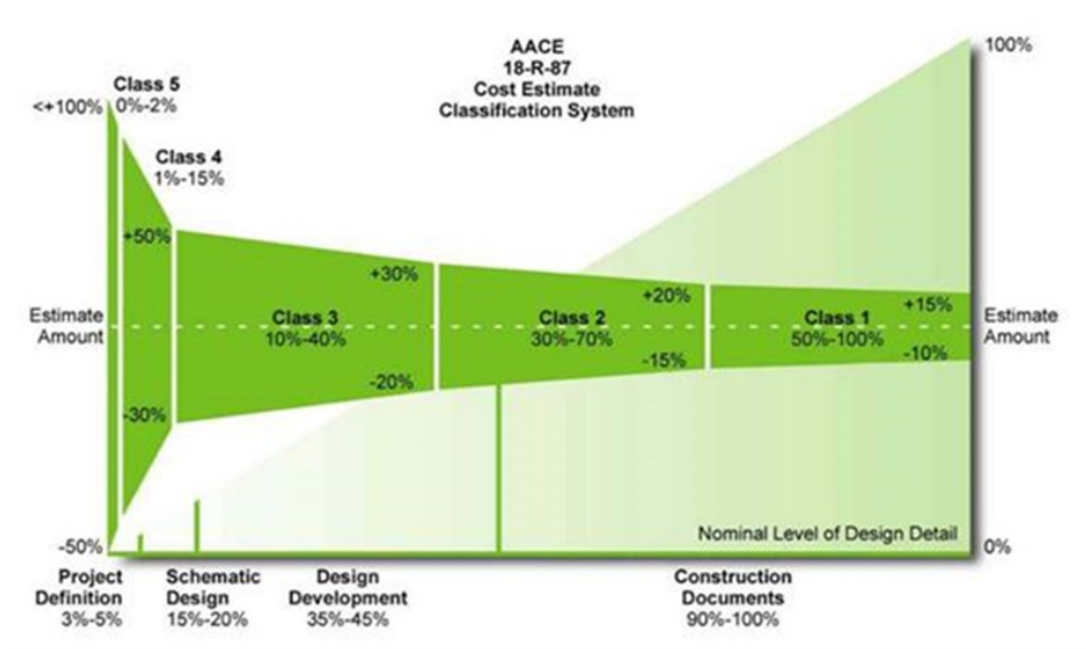 AACE
18-R-87
Cost Estimate
Classification System
100%
Class 5
<+100%
0%-2%
Class 4
1%-15%
+50%
+30%
+20%
+15%
Estimate
Amount
Class 3
10%-40%
Class 2
30%-70%
Class 1
50%-100%
Estimate
Amount
-30%
-20%
-15%
-10%
Nominal Level of Design Detail
-50%
0%
Project
Definition
3%-5%
Schematic
Design
15%-20%
Design
Development
35%-45%
Construction
Documents
90%-100%